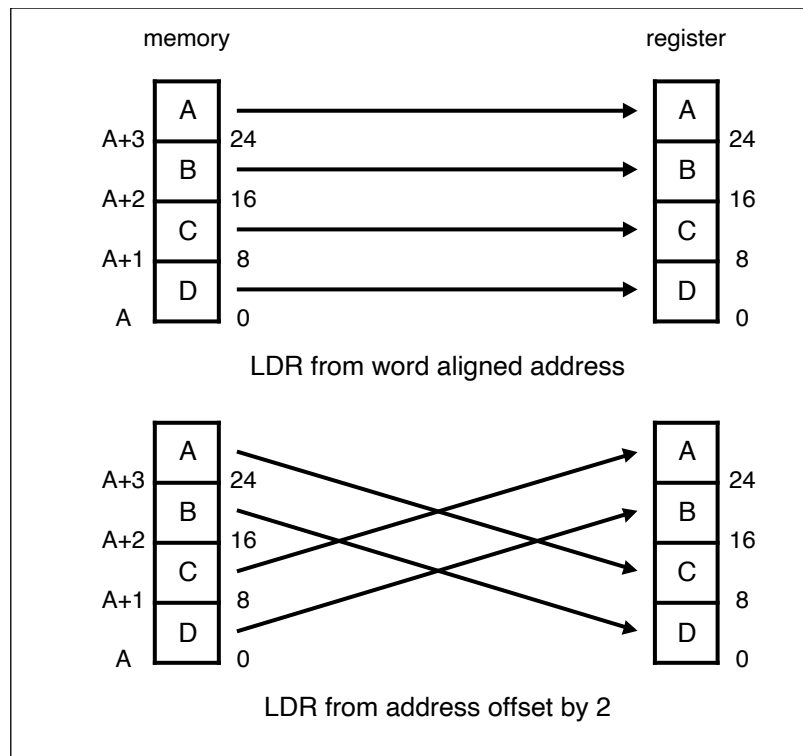 memory register
A A
A+3 24 24
B B
A+2 16 16
C C
A+1 8 8
D D
A 0 0
LDR from word aligned address
A A
A+3 24 24
B B
A+2 16 16
C C
A+1 8 8
D D
A 0 0
LDR from address offset by 2